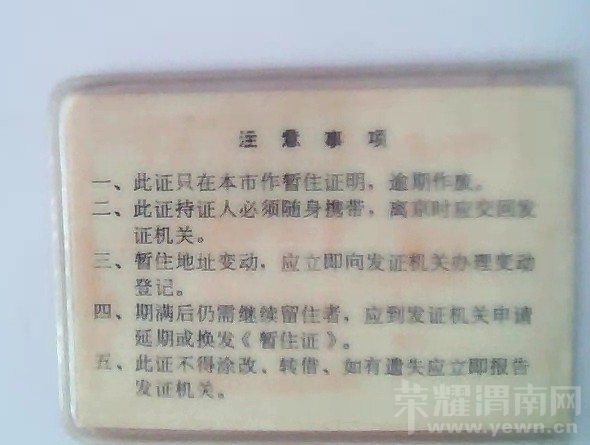 注意事项
一、此证只在本市作暂住证明，逾期作废。
二、此证持证人必须随身携带，离京时应交回发
证机关。
三、暂住地址变动，应立即向发证机关办理变动
登记。
四、期满后仍需继续留住者，应到发证机关申请
延期或换发《暂住证》。
五、此证不得涂改、转借、如有遗失应立即报告
发证机关。
荣耀渭南网
www.yewn.cn